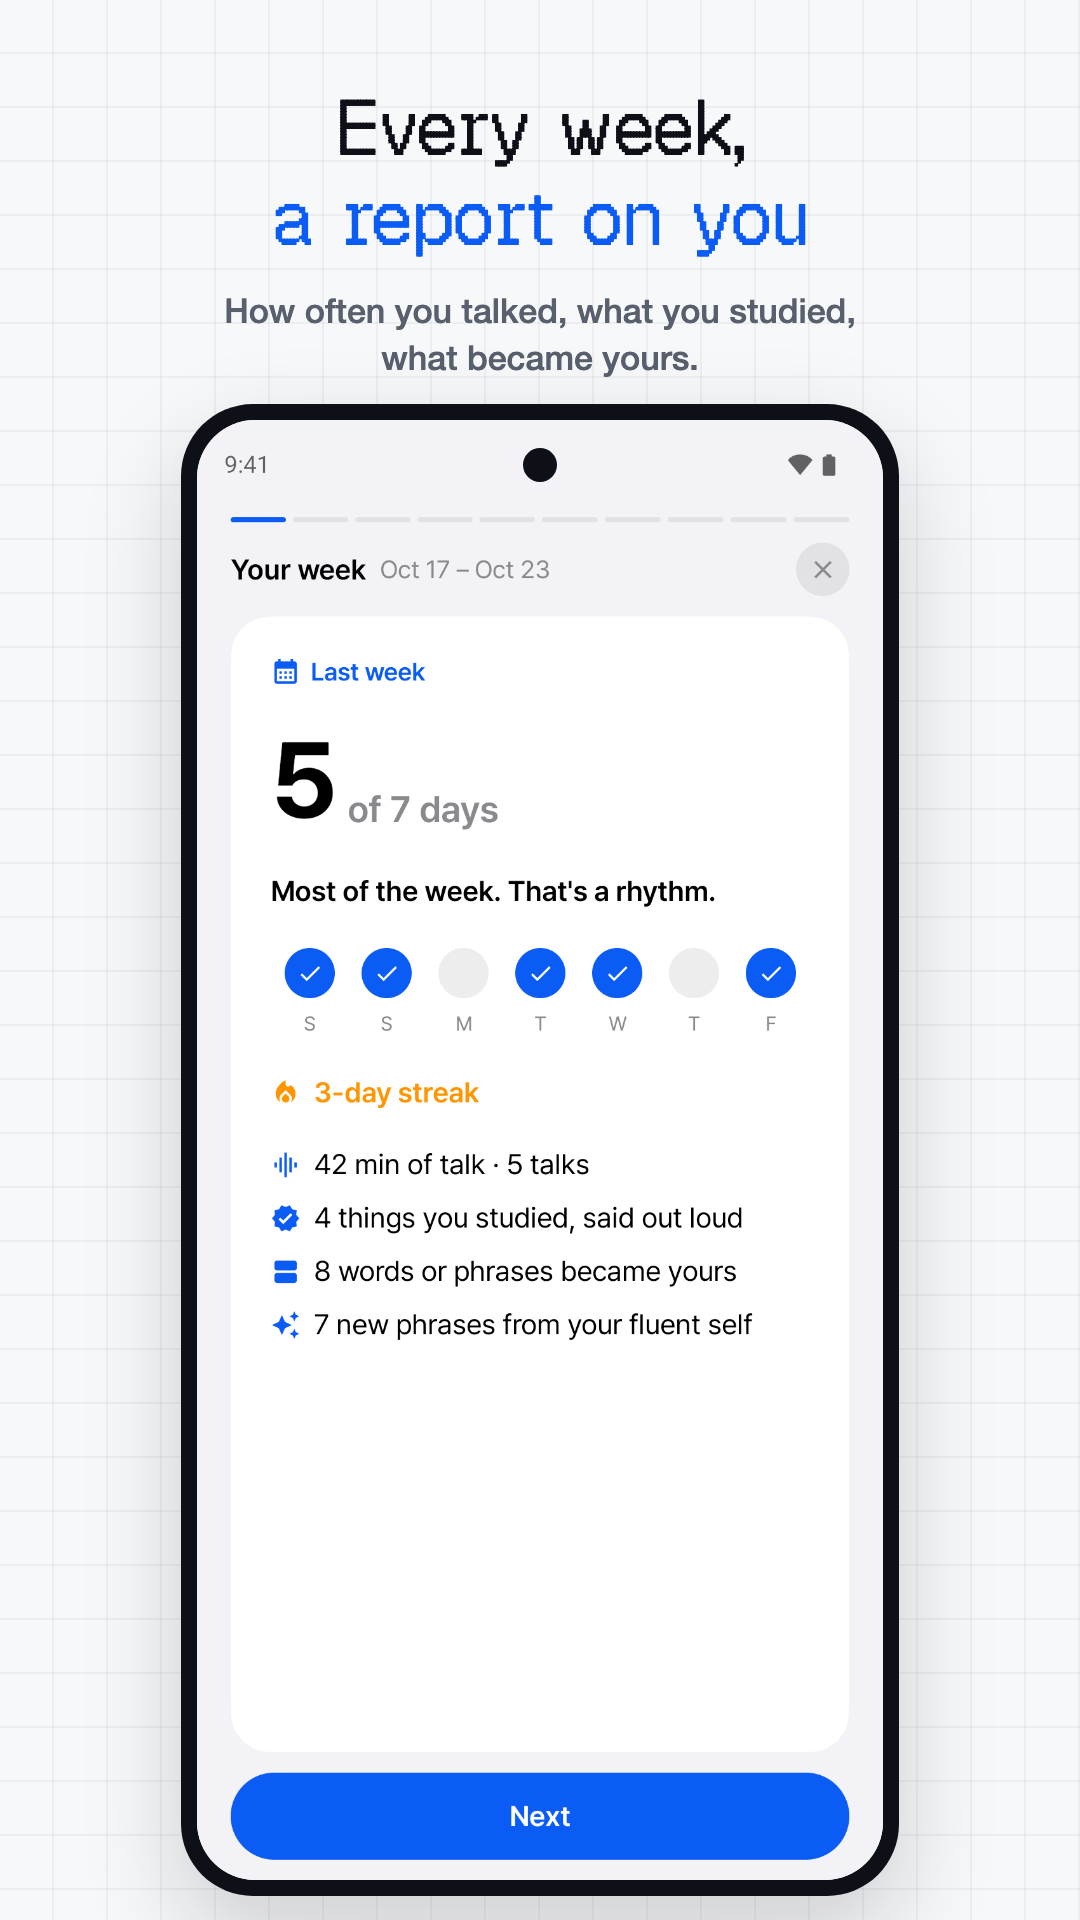 Every week,
a report on you
How often you talked, what you studied,
what became yours.
9:41
Your week Oct 17 – Oct 23
Last week
5 of 7 days
Most of the week. That's a rhythm.
S S M T W T F
3-day streak
42 min of talk · 5 talks
4 things you studied, said out loud
8 words or phrases became yours
7 new phrases from your fluent self
Next